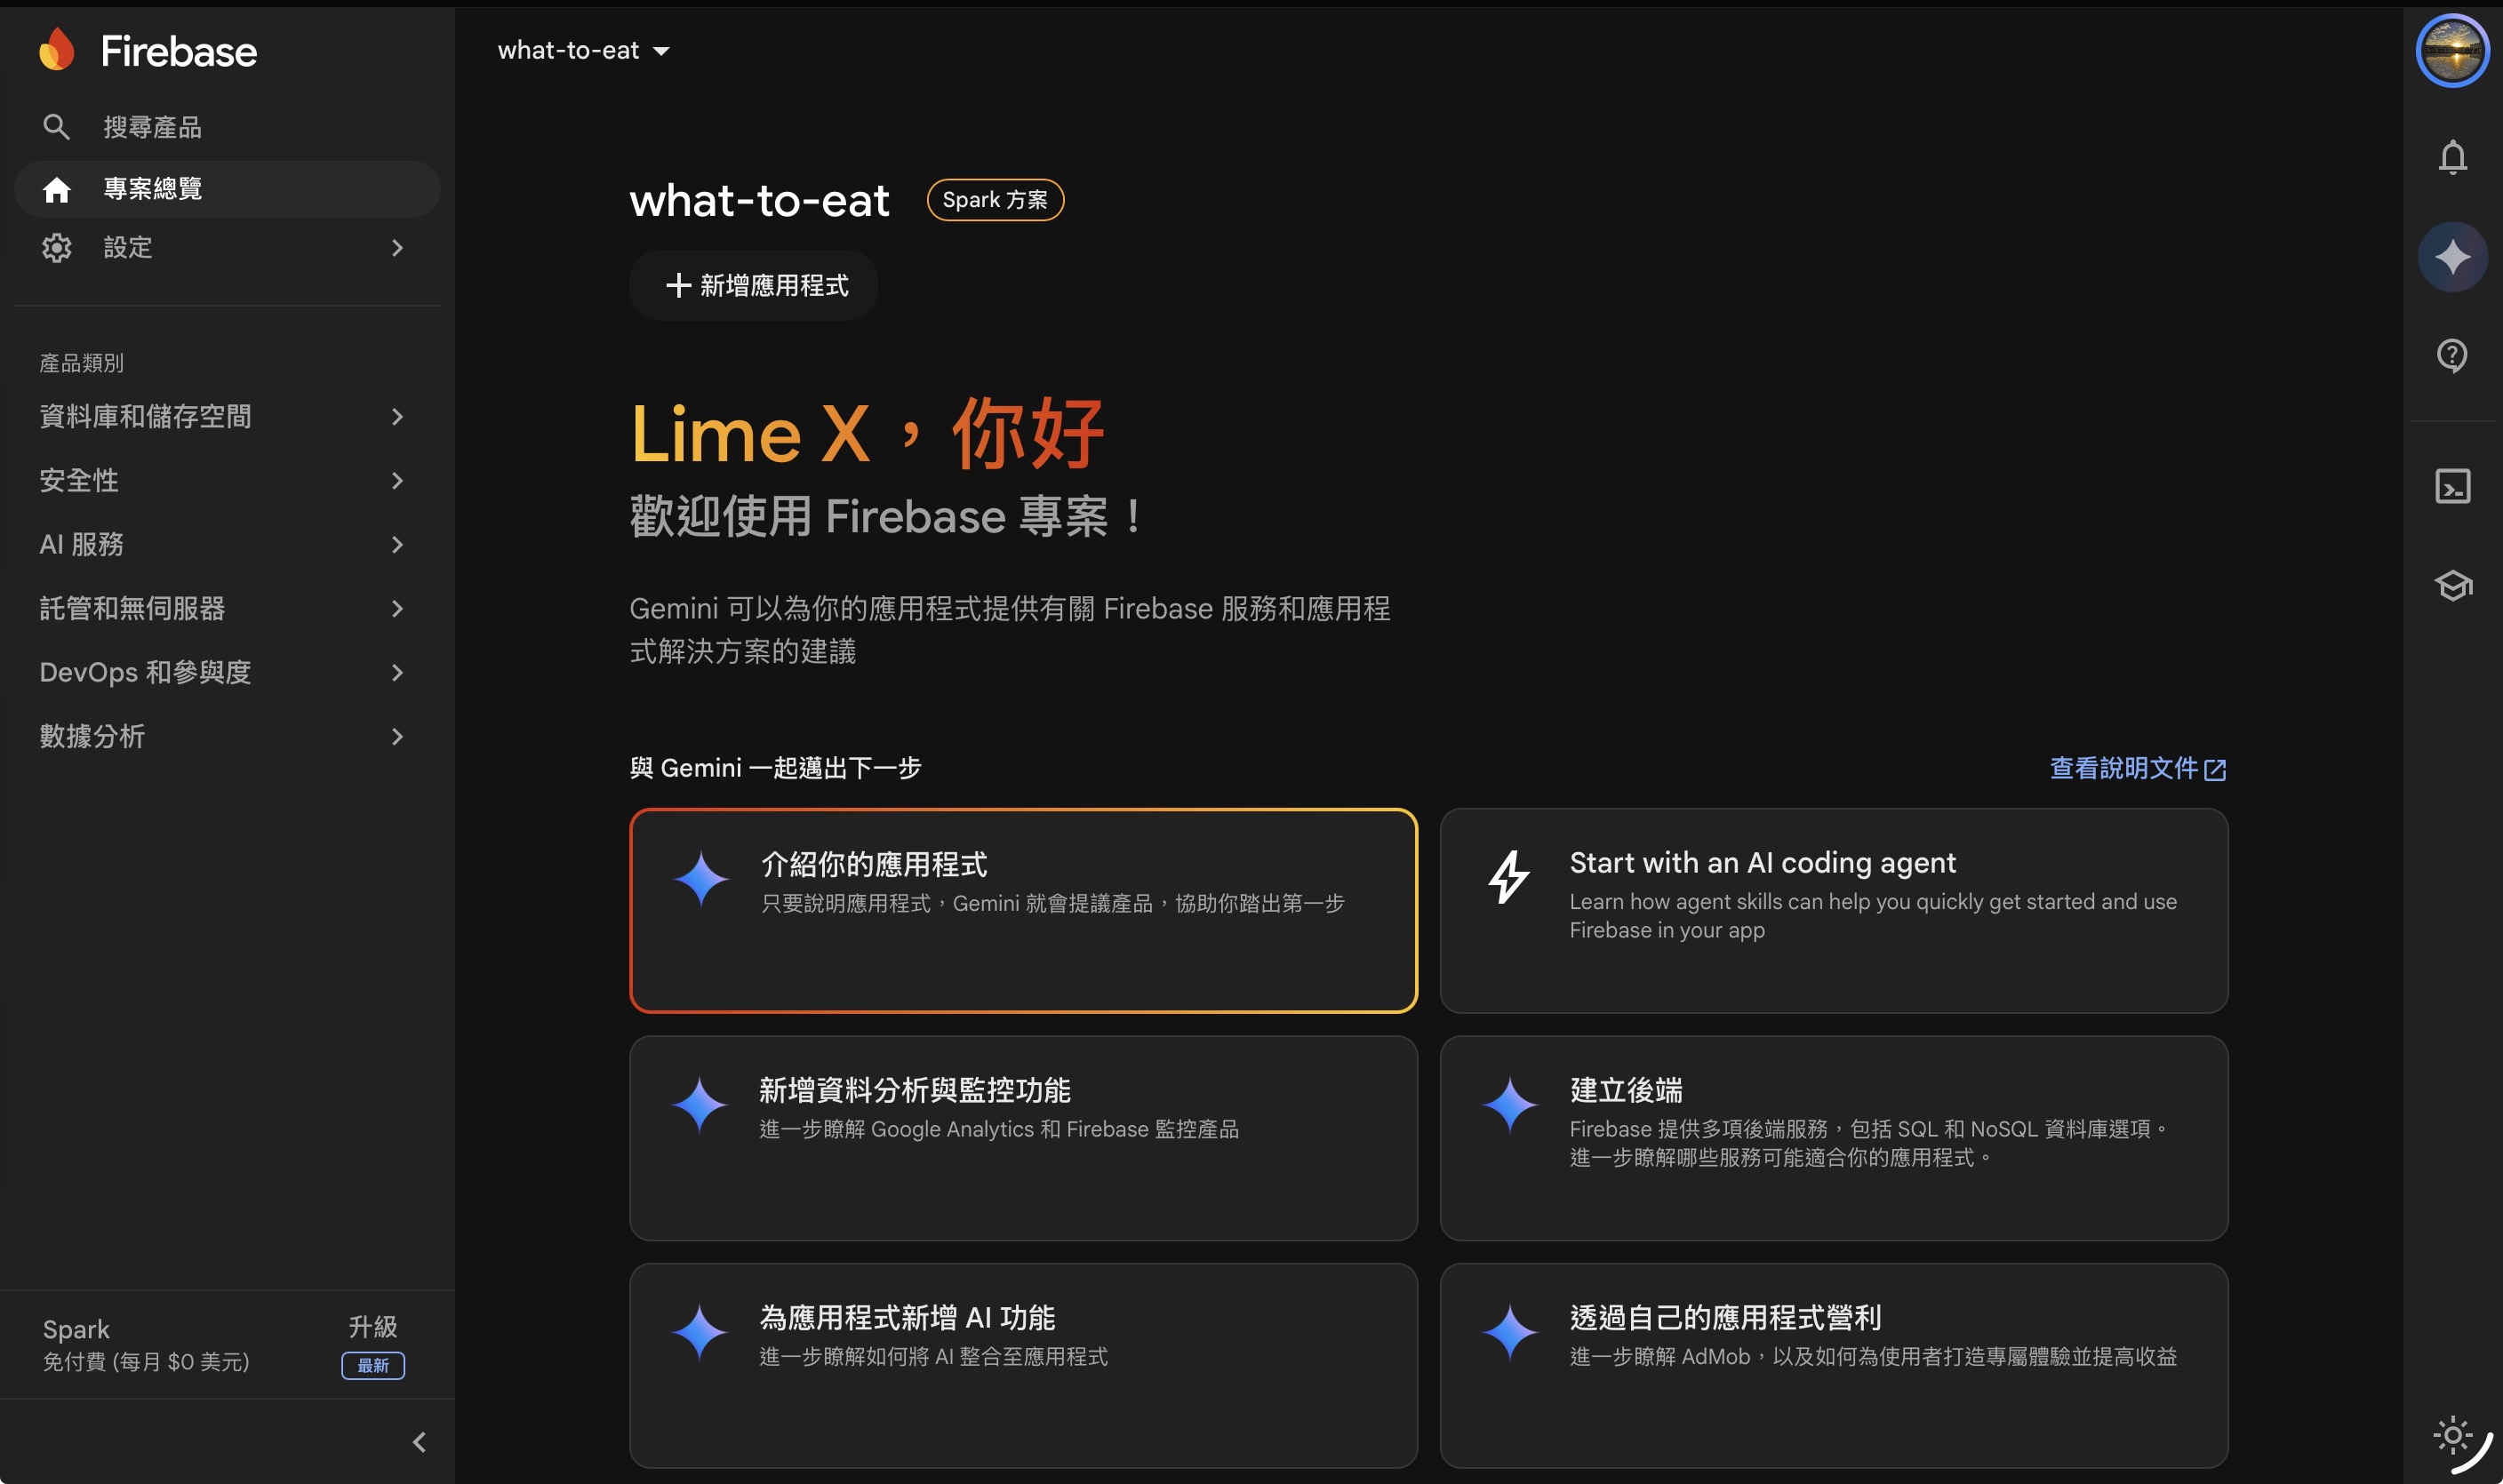 Firebase
搜尋產品
專案總覽
設定
產品類別
資料庫和儲存空間
安全性
AI 服務
託管和無伺服器
DevOps 和參與度
數據分析
Spark
免付費 (每月 $0 美元)
升級
最新
what-to-eat
what-to-eat
Spark 方案
新增應用程式
Lime X，你好
歡迎使用 Firebase 專案！
Gemini 可以為你的應用程式提供有關 Firebase 服務和應用程
式解決方案的建議
與 Gemini 一起邁出下一步
查看說明文件
介紹你的應用程式
只要說明應用程式，Gemini 就會提議產品，協助你踏出第一步
Start with an AI coding agent
Learn how agent skills can help you quickly get started and use
Firebase in your app
新增資料分析與監控功能
進一步瞭解 Google Analytics 和 Firebase 監控產品
建立後端
Firebase 提供多項後端服務，包括 SQL 和 NoSQL 資料庫選項。
進一步瞭解哪些服務可能適合你的應用程式。
為應用程式新增 AI 功能
進一步瞭解如何將 AI 整合至應用程式
透過自己的應用程式營利
進一步瞭解 AdMob，以及如何為使用者打造專屬體驗並提高收益